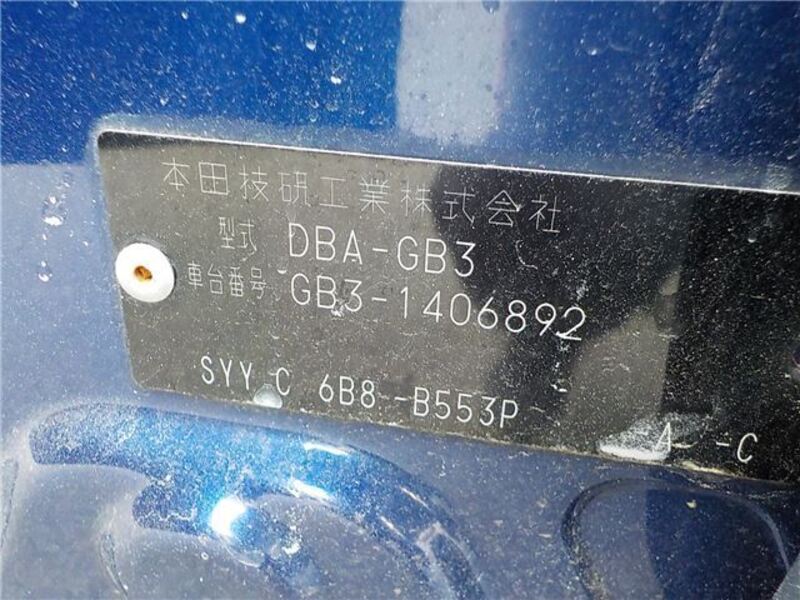 本田技研工業株式会社
型式 DBA-GB3
車台番号 GB3-1406892
SYY C 6B8--B553P
A- -C